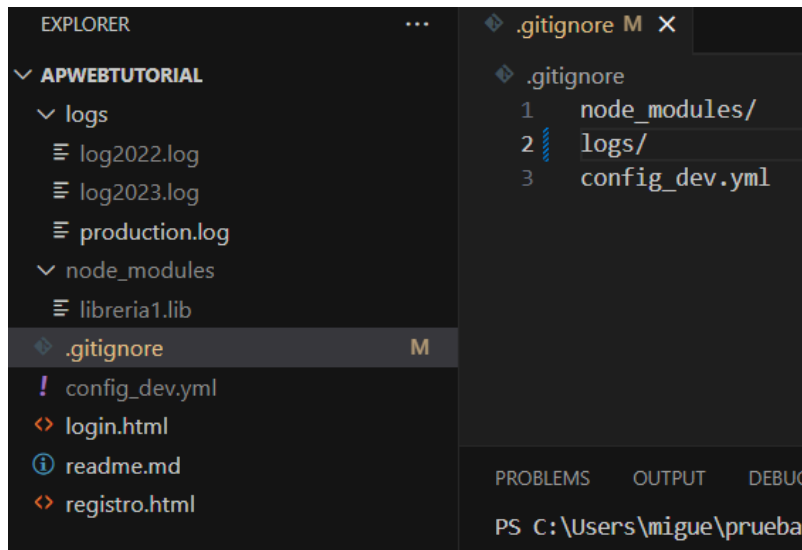 EXPLORER
APWEBTUTORIAL
logs
log2022.log
log2023.log
production.log
node_modules
libreria1.lib
.gitignore M
config_dev.yml
login.html
readme.md
registro.html
.gitignore M
.gitignore
1 node_modules/
2 logs/
3 config_dev.yml
PROBLEMS OUTPUT DEBUG
PS C:\Users\migue\prueba